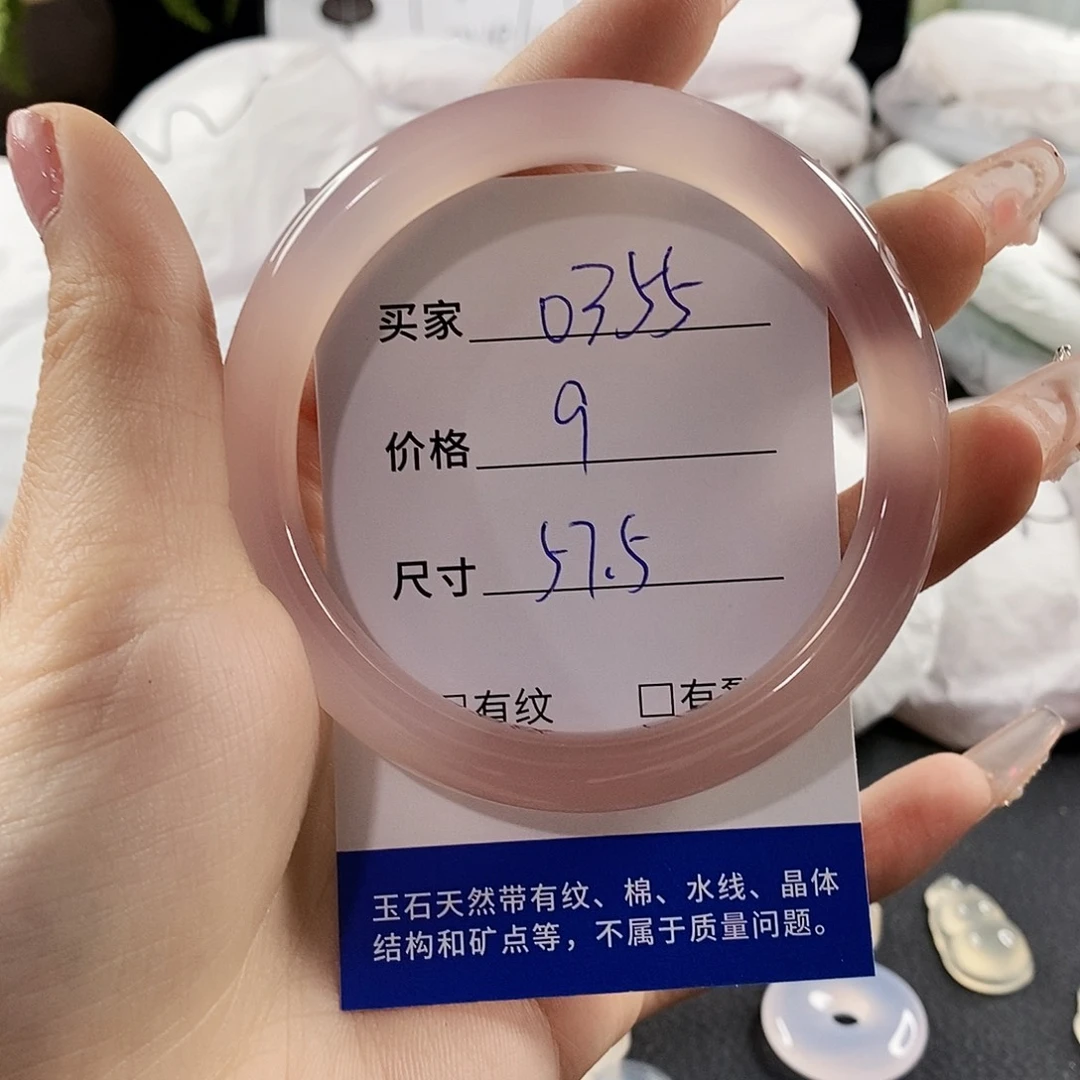 买家 0355
价格 9
尺寸 57.5
□有纹 □有
玉石天然带有纹、棉、水线、晶体
结构和矿点等，不属于质量问题。